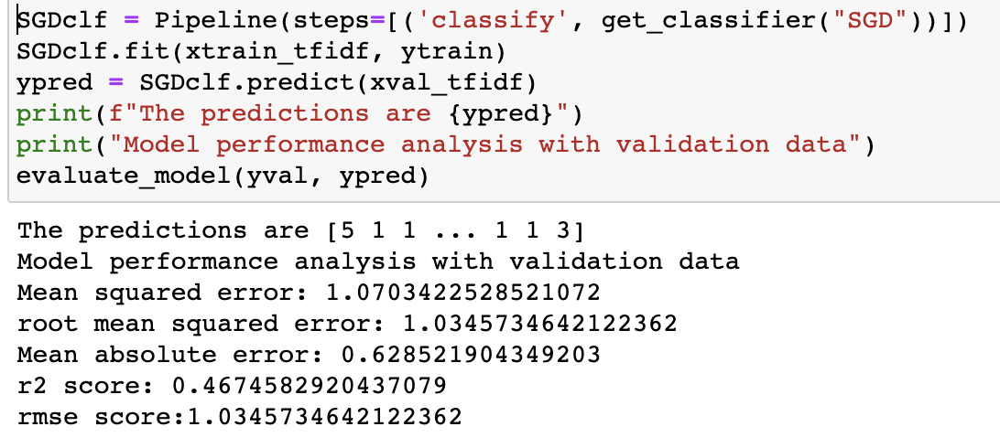 SGDclf = Pipeline(steps=[('classify', get_classifier("SGD"))])
SGDclf.fit(xtrain_tfidf, ytrain)
ypred = SGDclf.predict(xval_tfidf)
print(f"The predictions are {ypred}")
print("Model performance analysis with validation data")
evaluate_model(yval, ypred)
The predictions are [5 1 1 ... 1 1 3]
Model performance analysis with validation data
Mean squared error: 1.0703422528521072
root mean squared error: 1.0345734642122362
Mean absolute error: 0.628521904349203
r2 score: 0.4674582920437079
rmse score:1.0345734642122362